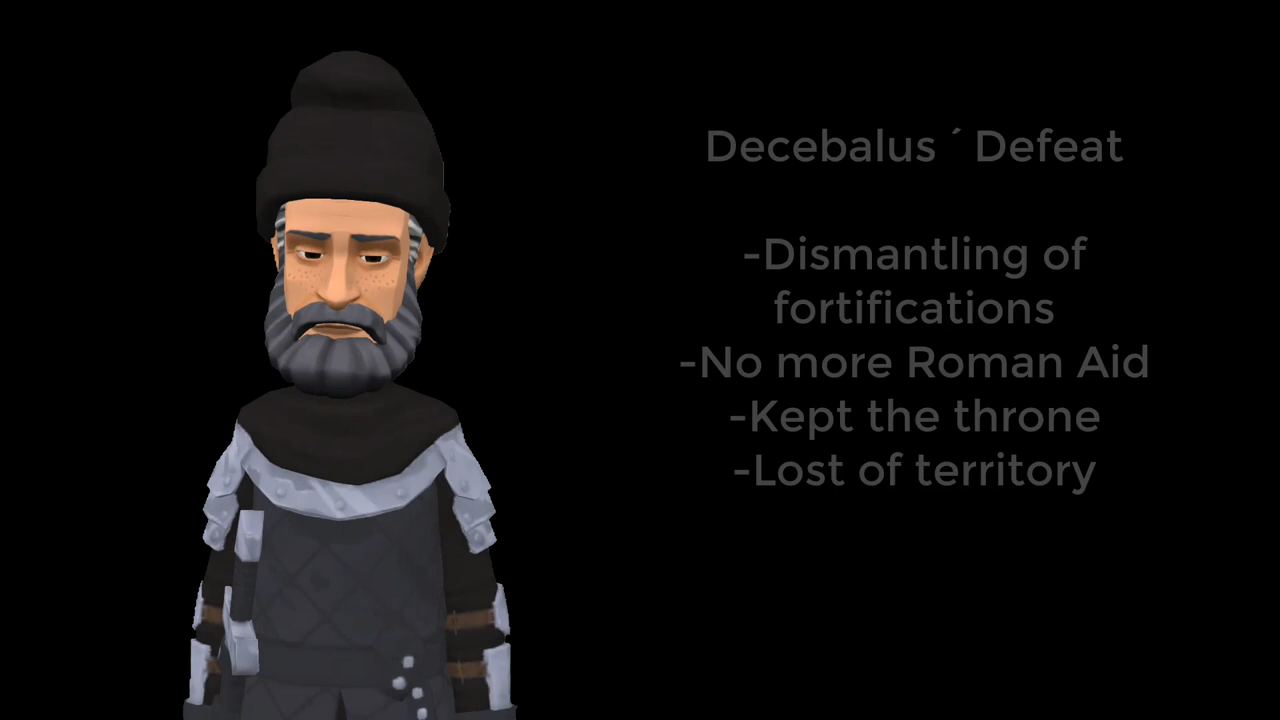 Decebalus ´ Defeat
-Dismantling of
fortifications
-No more Roman Aid
-Kept the throne
-Lost of territory